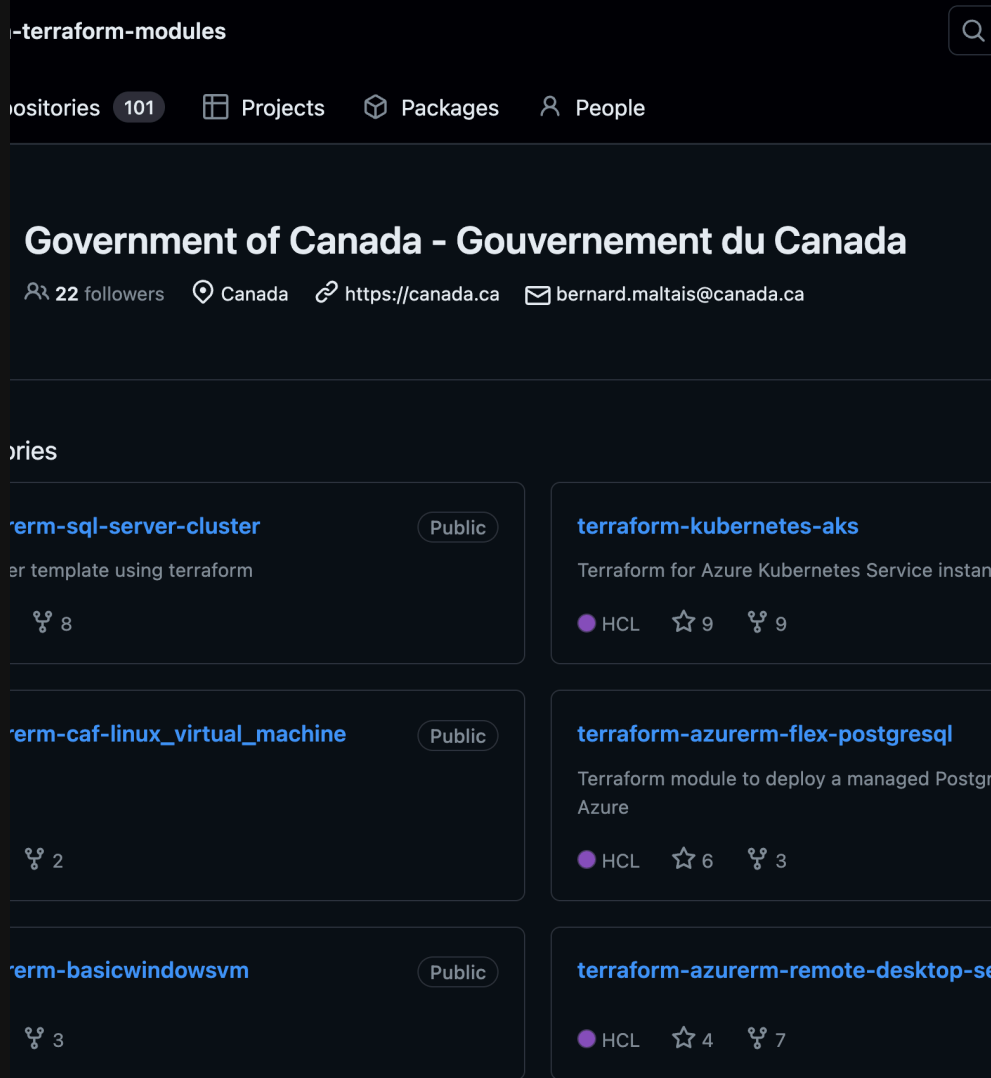 -terraform-modules
positories 101 Projects Packages People
Government of Canada - Gouvernement du Canada
22 followers Canada https://canada.ca bernard.maltais@canada.ca
ories
rerm-sql-server-cluster Public
er template using terraform
8
terraform-kubernetes-aks
Terraform for Azure Kubernetes Service instan
HCL 9 9
rerm-caf-linux_virtual_machine Public
2
terraform-azurerm-flex-postgresql
Terraform module to deploy a managed Postgr
Azure
HCL 6 3
rerm-basicwindowsvm Public
3
terraform-azurerm-remote-desktop-se
HCL 4 7